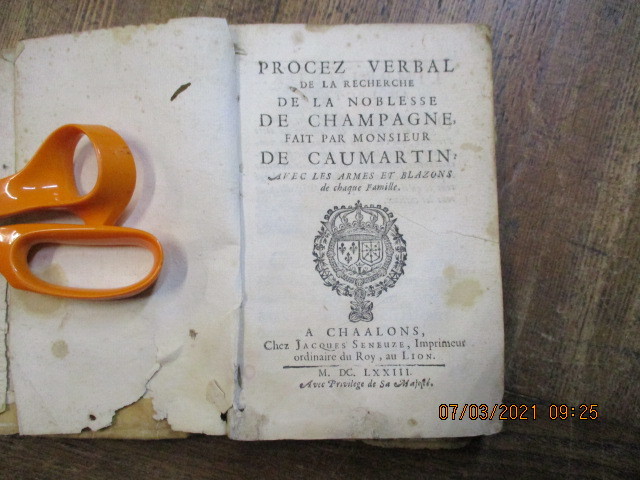 PROCEZ VERBAL
DE LA RECHERCHE
DE LA NOBLESSE
DE CHAMPAGNE,
FAIT PAR MONSIEUR
DE CAUMARTIN;
AVEC LES ARMES ET BLAZONS
de chaque Famille.
A CHAALONS,
Chez JACQUES SENEUZE, Imprimeur
ordinaire du Roy, au LION.
M. DC. LXXIII.
Avec Privilege de Sa Majesté.
07/03/2021 09:25